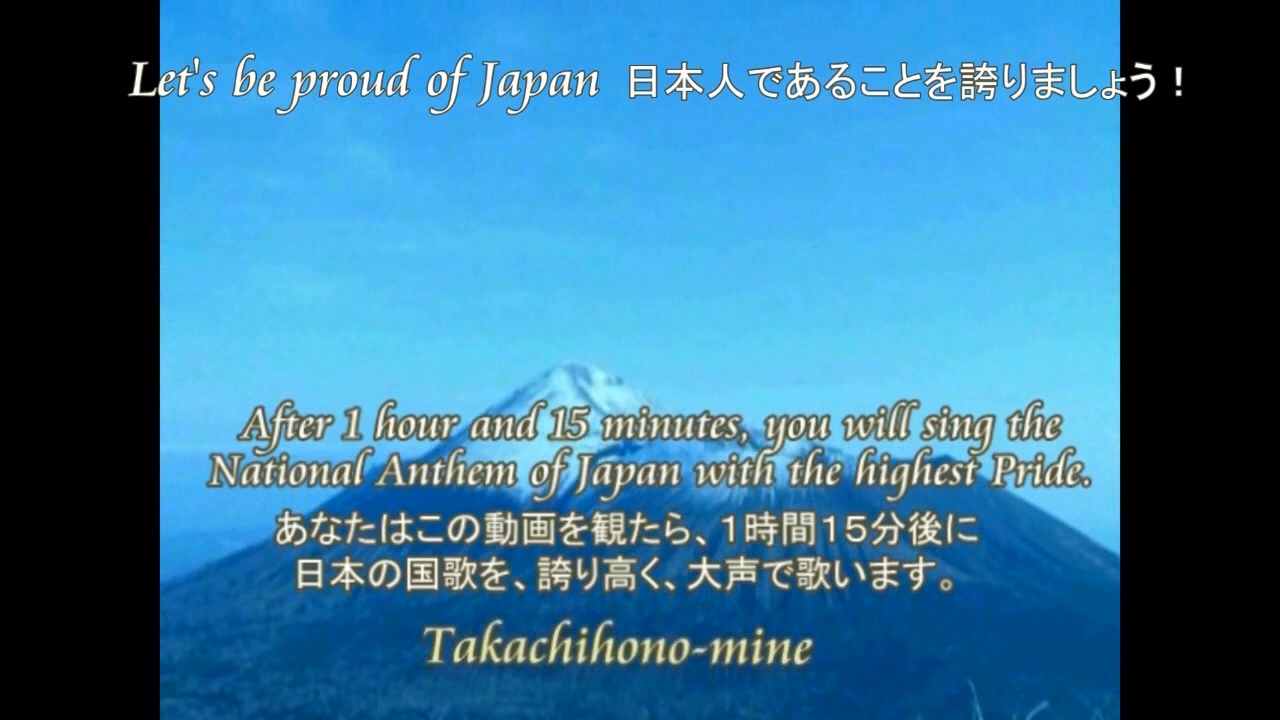 Let's be proud of Japan 日本人であることを誇りましょう！
After 1 hour and 15 minutes, you will sing the
National Anthem of Japan with the highest Pride.
あなたはこの動画を観たら、１時間１５分後に
日本の国歌を、誇り高く、大声で歌います。
Takachihono-mine